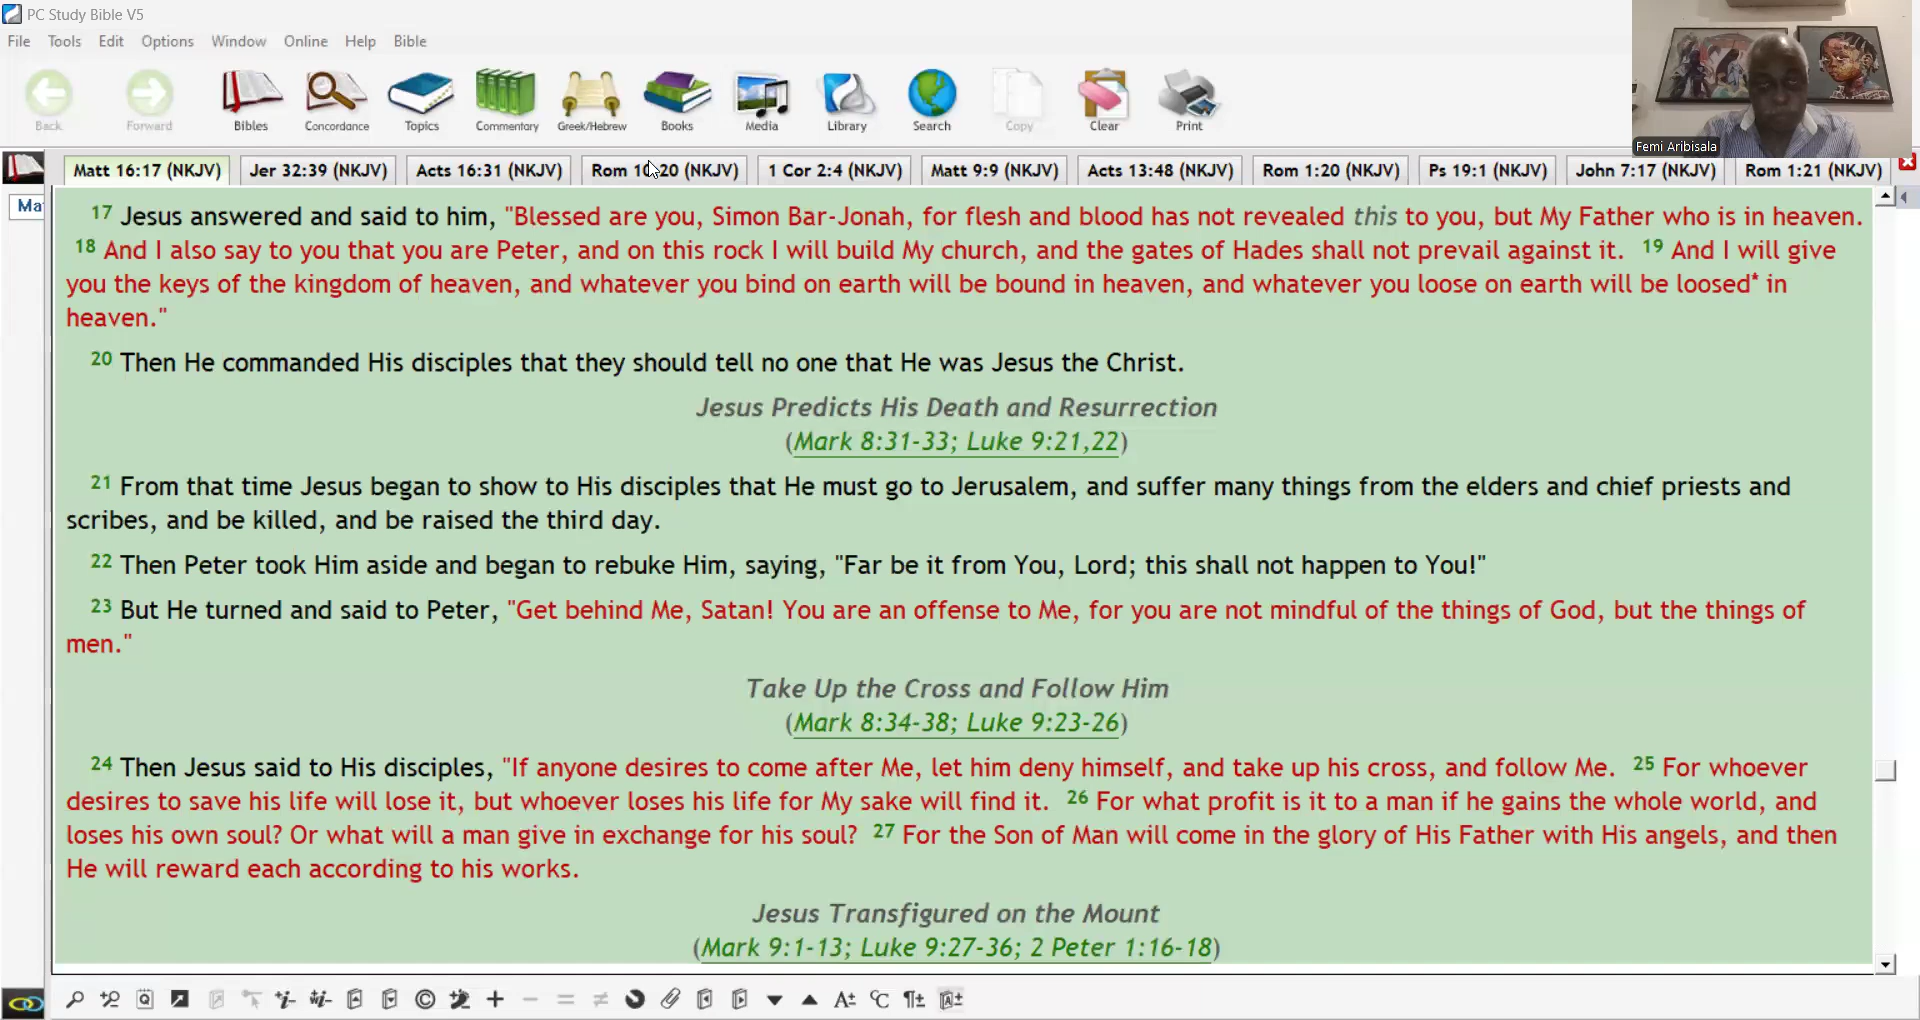 PC Study Bible V5
File Tools Edit Options Window Online Help Bible
Back Forward Bibles Concordance Topics Commentary Greek/Hebrew Books Media Library Search Copy Clear Print
Femi Aribisala
Matt 16:17 (NKJV) Jer 32:39 (NKJV) Acts 16:31 (NKJV) Rom 10:20 (NKJV) 1 Cor 2:4 (NKJV) Matt 9:9 (NKJV) Acts 13:48 (NKJV) Rom 1:20 (NKJV) Ps 19:1 (NKJV) John 7:17 (NKJV) Rom 1:21 (NKJV)
Ma
17 Jesus answered and said to him, "Blessed are you, Simon Bar-Jonah, for flesh and blood has not revealed this to you, but My Father who is in heaven.
18 And I also say to you that you are Peter, and on this rock I will build My church, and the gates of Hades shall not prevail against it. 19 And I will give
you the keys of the kingdom of heaven, and whatever you bind on earth will be bound in heaven, and whatever you loose on earth will be loosed* in
heaven."
20 Then He commanded His disciples that they should tell no one that He was Jesus the Christ.
Jesus Predicts His Death and Resurrection
(Mark 8:31-33; Luke 9:21,22)
21 From that time Jesus began to show to His disciples that He must go to Jerusalem, and suffer many things from the elders and chief priests and
scribes, and be killed, and be raised the third day.
22 Then Peter took Him aside and began to rebuke Him, saying, "Far be it from You, Lord; this shall not happen to You!"
23 But He turned and said to Peter, "Get behind Me, Satan! You are an offense to Me, for you are not mindful of the things of God, but the things of
men."
Take Up the Cross and Follow Him
(Mark 8:34-38; Luke 9:23-26)
24 Then Jesus said to His disciples, "If anyone desires to come after Me, let him deny himself, and take up his cross, and follow Me. 25 For whoever
desires to save his life will lose it, but whoever loses his life for My sake will find it. 26 For what profit is it to a man if he gains the whole world, and
loses his own soul? Or what will a man give in exchange for his soul? 27 For the Son of Man will come in the glory of His Father with His angels, and then
He will reward each according to his works.
Jesus Transfigured on the Mount
(Mark 9:1-13; Luke 9:27-36; 2 Peter 1:16-18)